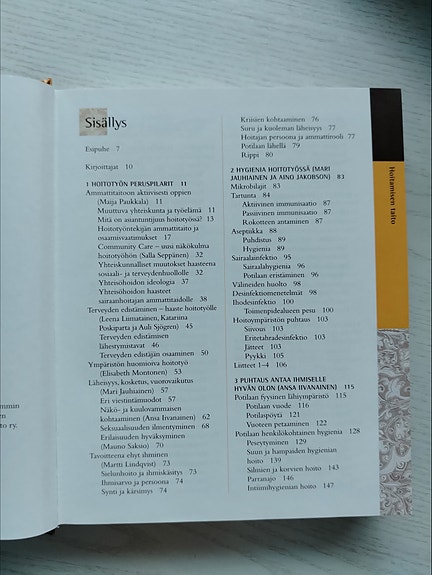 Sisällys
Esipuhe 7
Kirjoittajat 10
1 HOITOTYÖN PERUSPILARIT 11
Ammattitaitoon aktiivisesti oppien
(Maija Paukkala) 11
Muuttuva yhteiskunta ja työelämä 11
Mitä on asiantuntijuus hoitotyössä? 13
Hoitotyöntekijän ammattitaito ja
osaamisvaatimukset 17
Community Care – uusi näkökulma
hoitotyöhön (Salla Seppänen) 32
Yhteiskunnalliset muutokset haasteena
sosiaali- ja terveydenhuollolle 32
Yhteisöhoidon ideologia 37
Yhteisöhoidon haasteet
sairaanhoitajan ammattitaidolle 38
Terveyden edistäminen – haaste hoitotyölle
(Leena Liimatainen, Katariina
Poskiparta ja Auli Sjögren) 45
Terveyden edistämisen
lähestymistavat 46
Terveyden edistäjän osaaminen 50
Ympäristön huomioiva hoitotyö
(Elisabeth Montonen) 53
Läheisyys, kosketus, vuorovaikutus
(Mari Jauhiainen) 57
Eri viestintämuodot 57
Näkö- ja kuulovammaisen
kohtaaminen (Ansa Iivanainen) 62
Seksuaalisuuden ilmentyminen 68
Erilaisuuden hyväksyminen
(Mauno Saksio) 70
Tavoitteena ehyt ihminen
(Martti Lindqvist) 73
Sielunhoito ja ihmiskäsitys 73
Ihmisarvo ja persoona 74
Synti ja kärsimys 74
Kriisien kohtaaminen 76
Suru ja kuoleman läheisyys 77
Hoitajan persoona ja ammattirooli 77
Potilaan lähellä 79
Rippi 80
2 HYGIENIA HOITOTYÖSSÄ (MARI
JAUHIAINEN JA AINO JAKOBSON) 83
Mikrobilajit 83
Tartunta 84
Aktiivinen immunisaatio 87
Passiivinen immunisaatio 87
Rokotteen antaminen 87
Aseptiikka 88
Puhdistus 89
Hygienia 89
Sairaalainfektio 95
Sairaalahygienia 96
Potilaan eristäminen 96
Välineiden huolto 98
Desinfektiomenetelmät 98
Ihodesinfektio 100
Toimenpidealueen pesu 100
Hoitoympäristön puhtaus 103
Siivous 103
Eritetahradesinfektio 103
Jätteet 103
Pyykki 105
Liitteet 1–4 106
3 PUHTAUS ANTAA IHMISELLE
HYVÄN OLON (ANSA IIVANAINEN) 115
Potilaan fyysinen lähiympäristö 115
Potilaan vuode 116
Potilaspöytä 121
Vuoteen petaaminen 122
Potilaan henkilökohtainen hygienia 128
Peseytyminen 129
Suun ja hampaiden hygienian
hoito 139
Silmien ja korvien hoito 143
Parranajo 146
Intiimihygienian hoito 147
Hoitamisen taito
to ry.